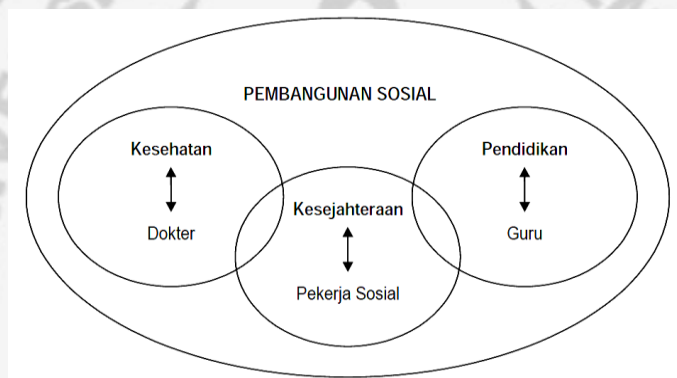 PEMBANGUNAN SOSIAL
Kesehatan
Dokter
Kesejahteraan
Pekerja Sosial
Pendidikan
Guru